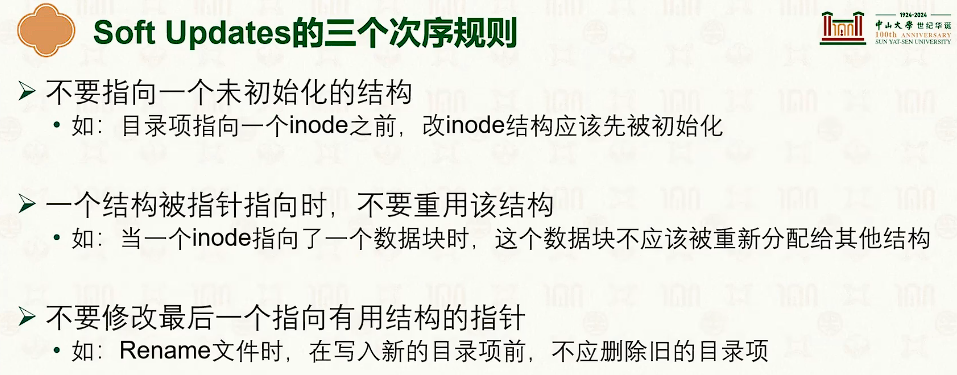 Soft Updates的三个次序规则
1924-2024
中山大學 世纪华诞
100th ANNIVERSARY
SUN YAT-SEN UNIVERSITY
不要指向一个未初始化的结构
• 如：目录项指向一个inode之前，改inode结构应该先被初始化
一个结构被指针指向时，不要重用该结构
• 如：当一个inode指向了一个数据块时，这个数据块不应该被重新分配给其他结构
不要修改最后一个指向有用结构的指针
• 如：Rename文件时，在写入新的目录项前，不应删除旧的目录项